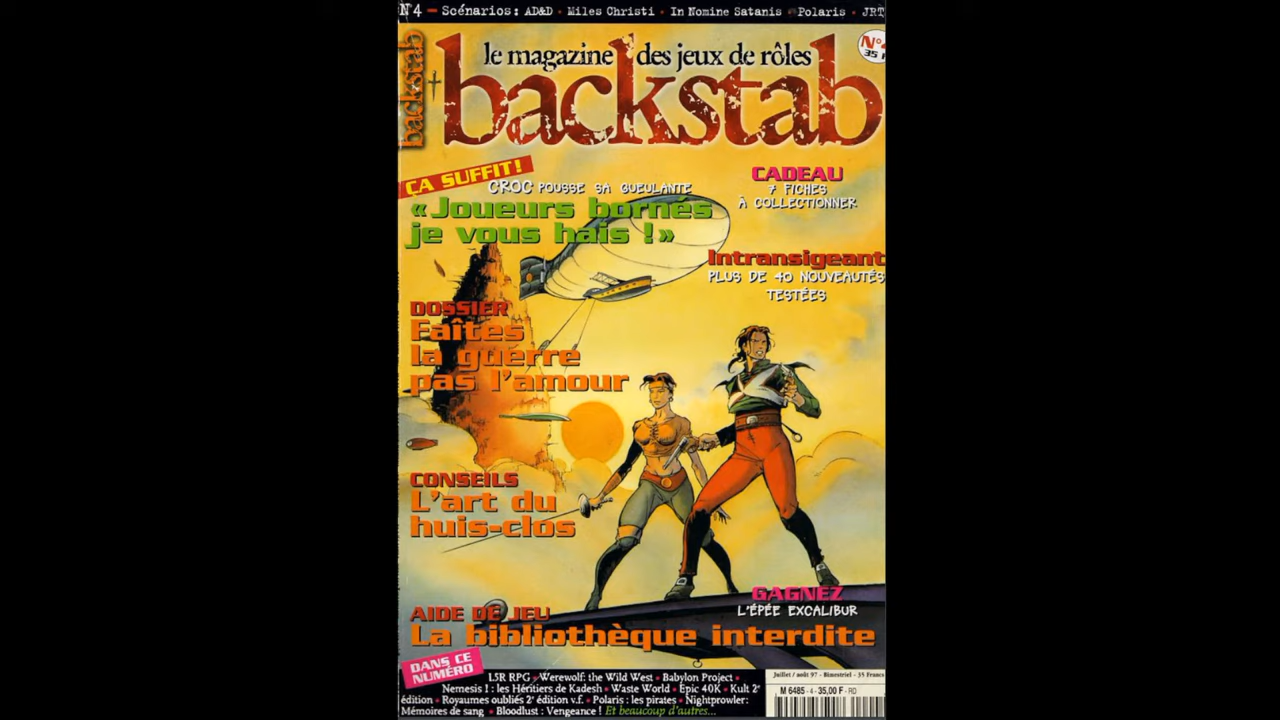 N°4 - Scénarios : AD&D • Miles Christi • In Nomine Satanis • Polaris • JRT
backstab
le magazine des jeux de rôles
backstab
35
ÇA SUFFIT !
CROC POUSSE SA GUEULANTE
«Joueurs bornés
je vous hais !»
CADEAU
7 FICHES
À COLLECTIONNER
Intransigeant
PLUS DE 40 NOUVEAUTÉS
TESTÉES
DOSSIER
Faîtes
la guerre
pas l'amour
CONSEILS
L'art du
huis-clos
GAGNEZ
L'ÉPÉE EXCALIBUR
AIDE DE JEU
La bibliothèque interdite
DANS CE
NUMÉRO
L5R RPG • Werewolf: the Wild West • Babylon Project •
Nemesis ! : les Héritiers de Kadesh • Waste World • Epic 40K • Kult 2e
édition • Royaumes oubliés 2e édition v.f. • Polaris : les pirates • Nightprowler:
Mémoires de sang • Bloodlust : Vengeance ! Et beaucoup d'autres...
Juillet / août 97 - Bimestriel - 35 Francs
M 6485 - 4 - 35,00 F - RD